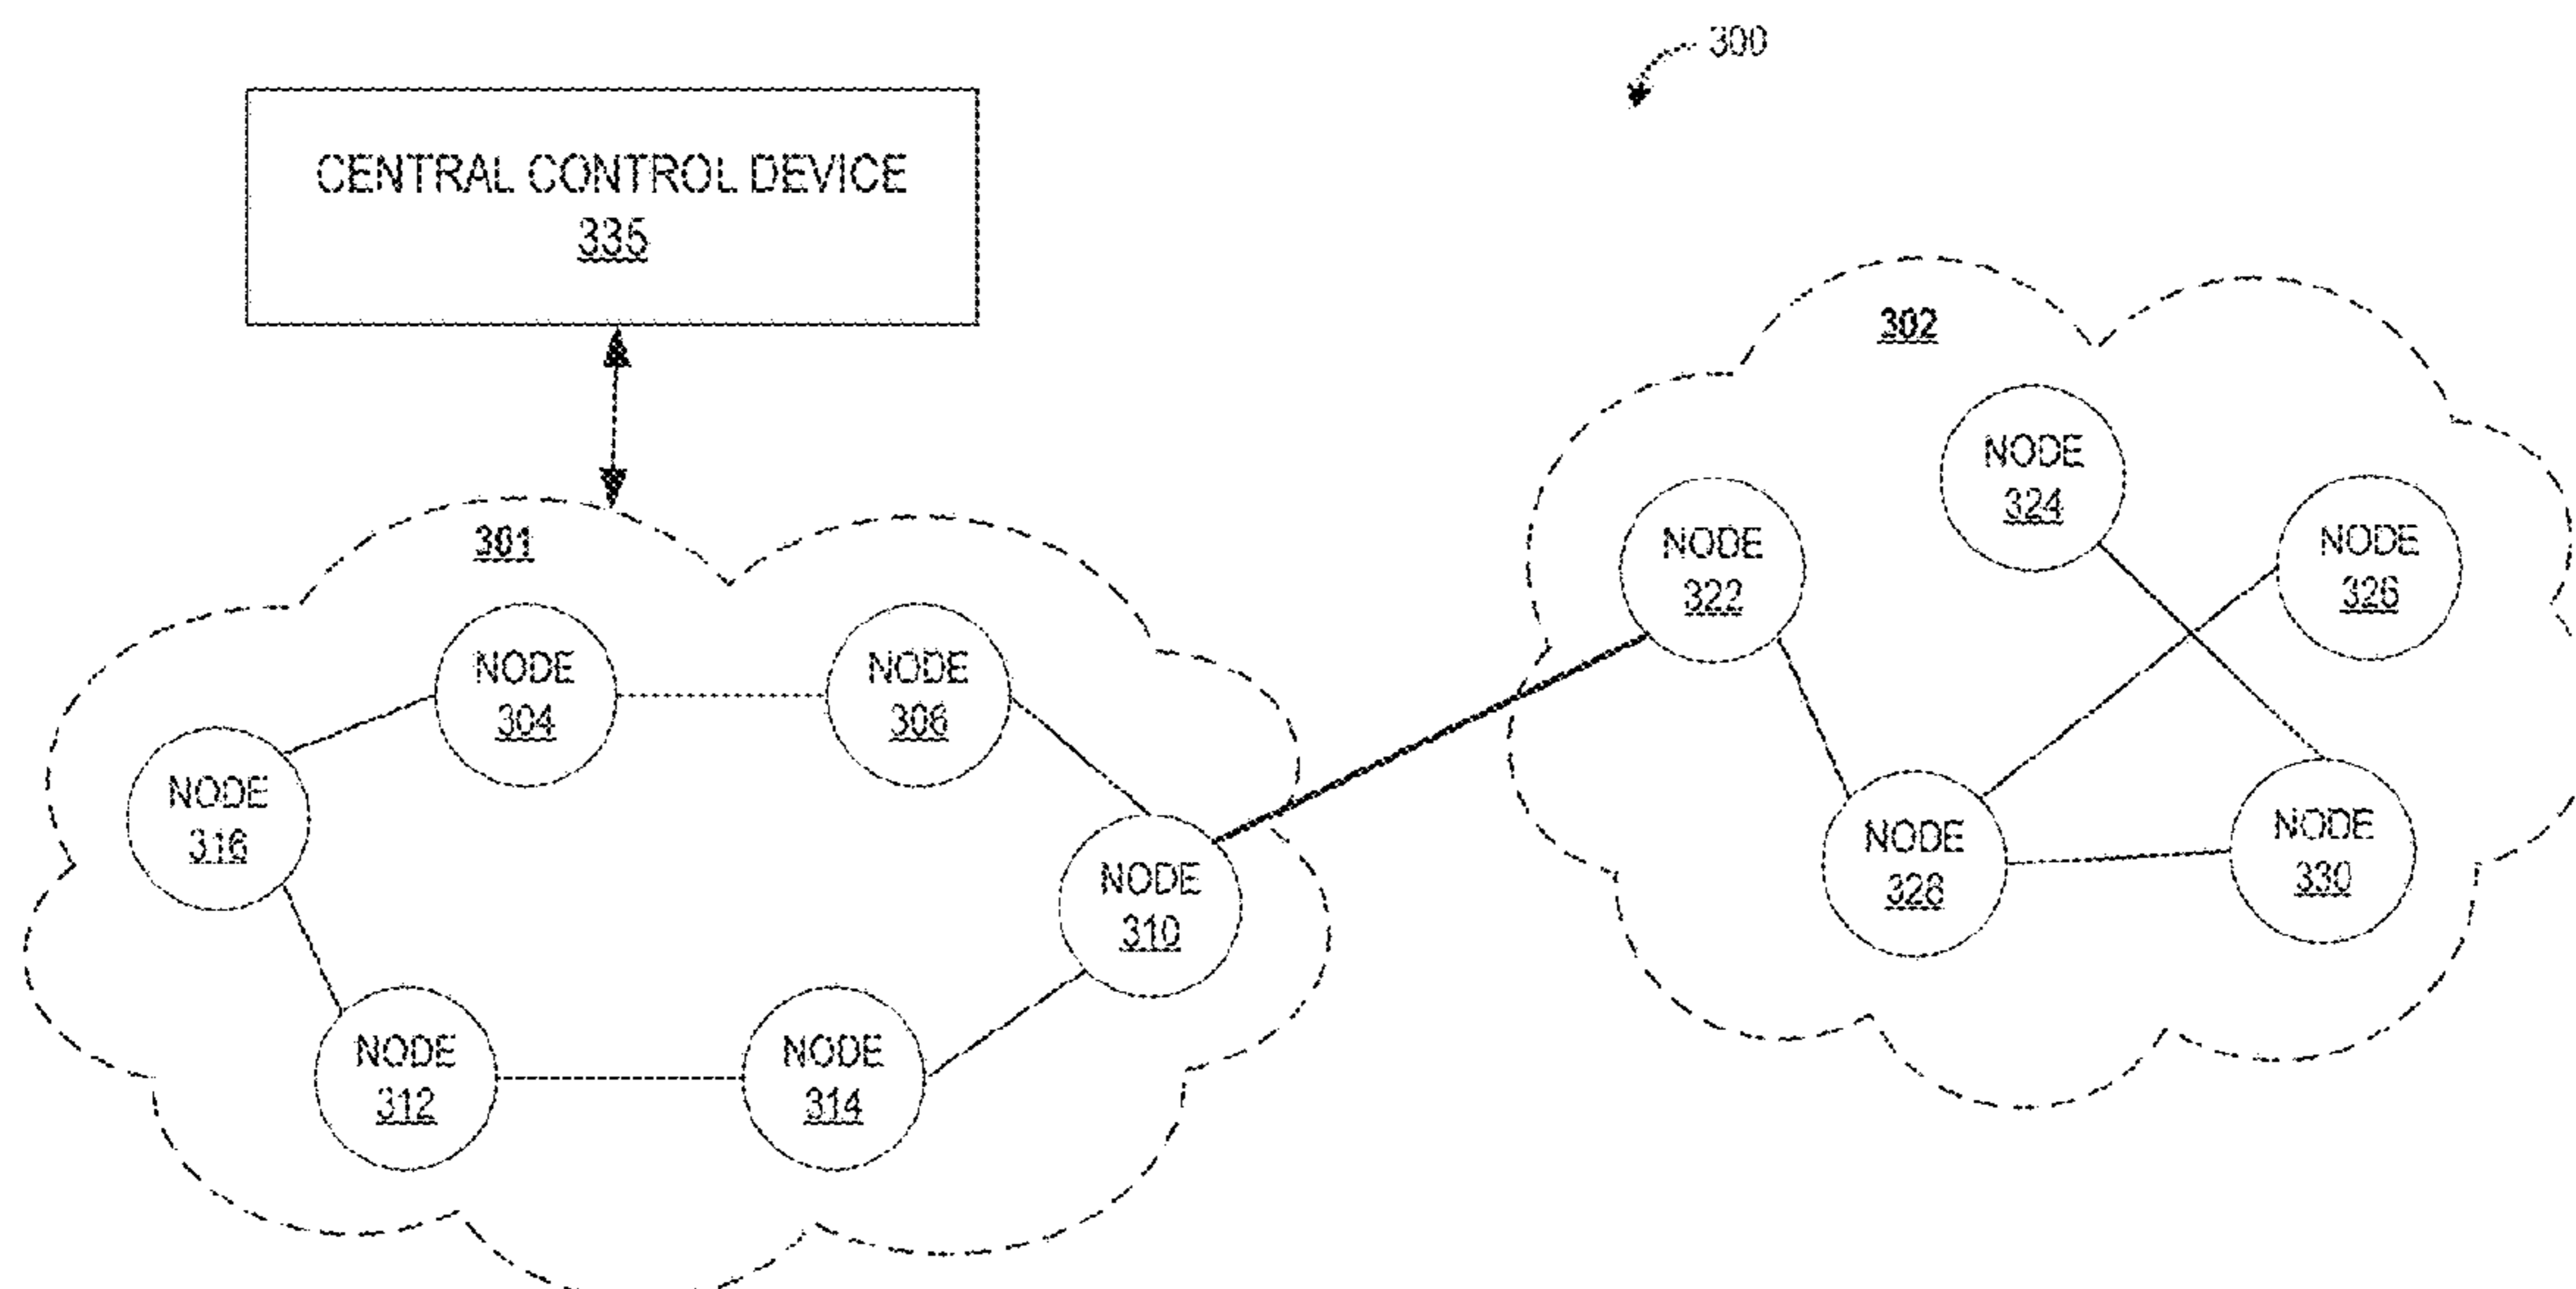 300
CENTRAL CONTROL DEVICE
335
302
NODE
324
NODE
322
NODE
326
301
NODE
304
NODE
306
NODE
316
NODE
310
NODE
328
NODE
330
NODE
312
NODE
314